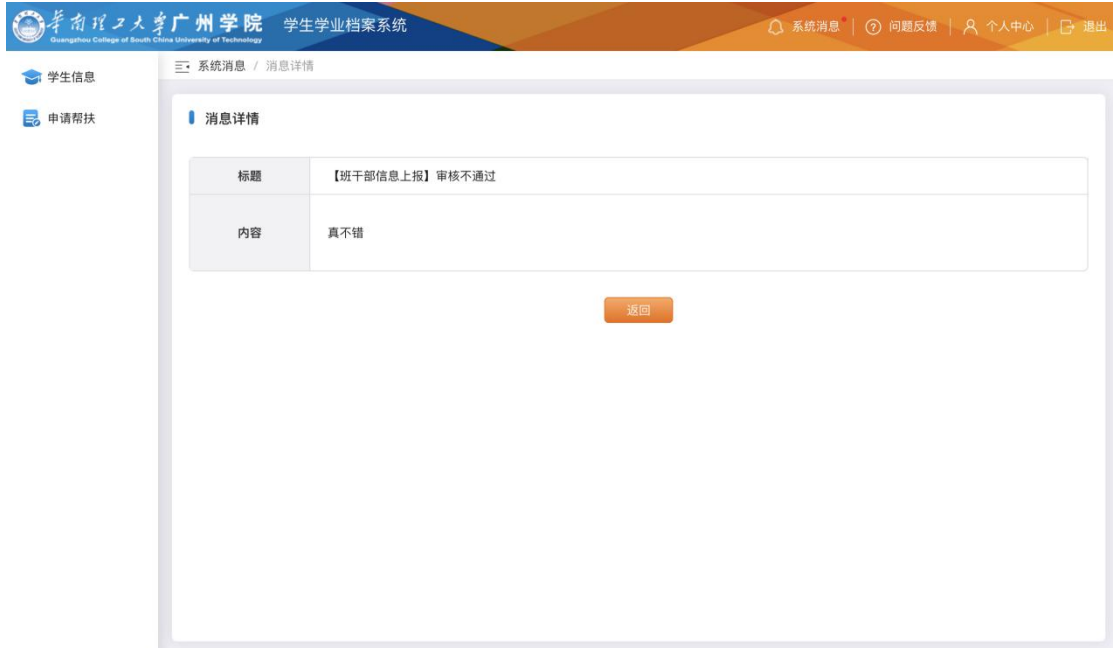 華南理工大学广州学院 学生学业档案系统 系统消息 问题反馈 个人中心 退出
Guangzhou College of South China University of Technology
学生信息
系统消息 / 消息详情
申请帮扶
消息详情
标题 【班干部信息上报】审核不通过
内容 真不错
返回